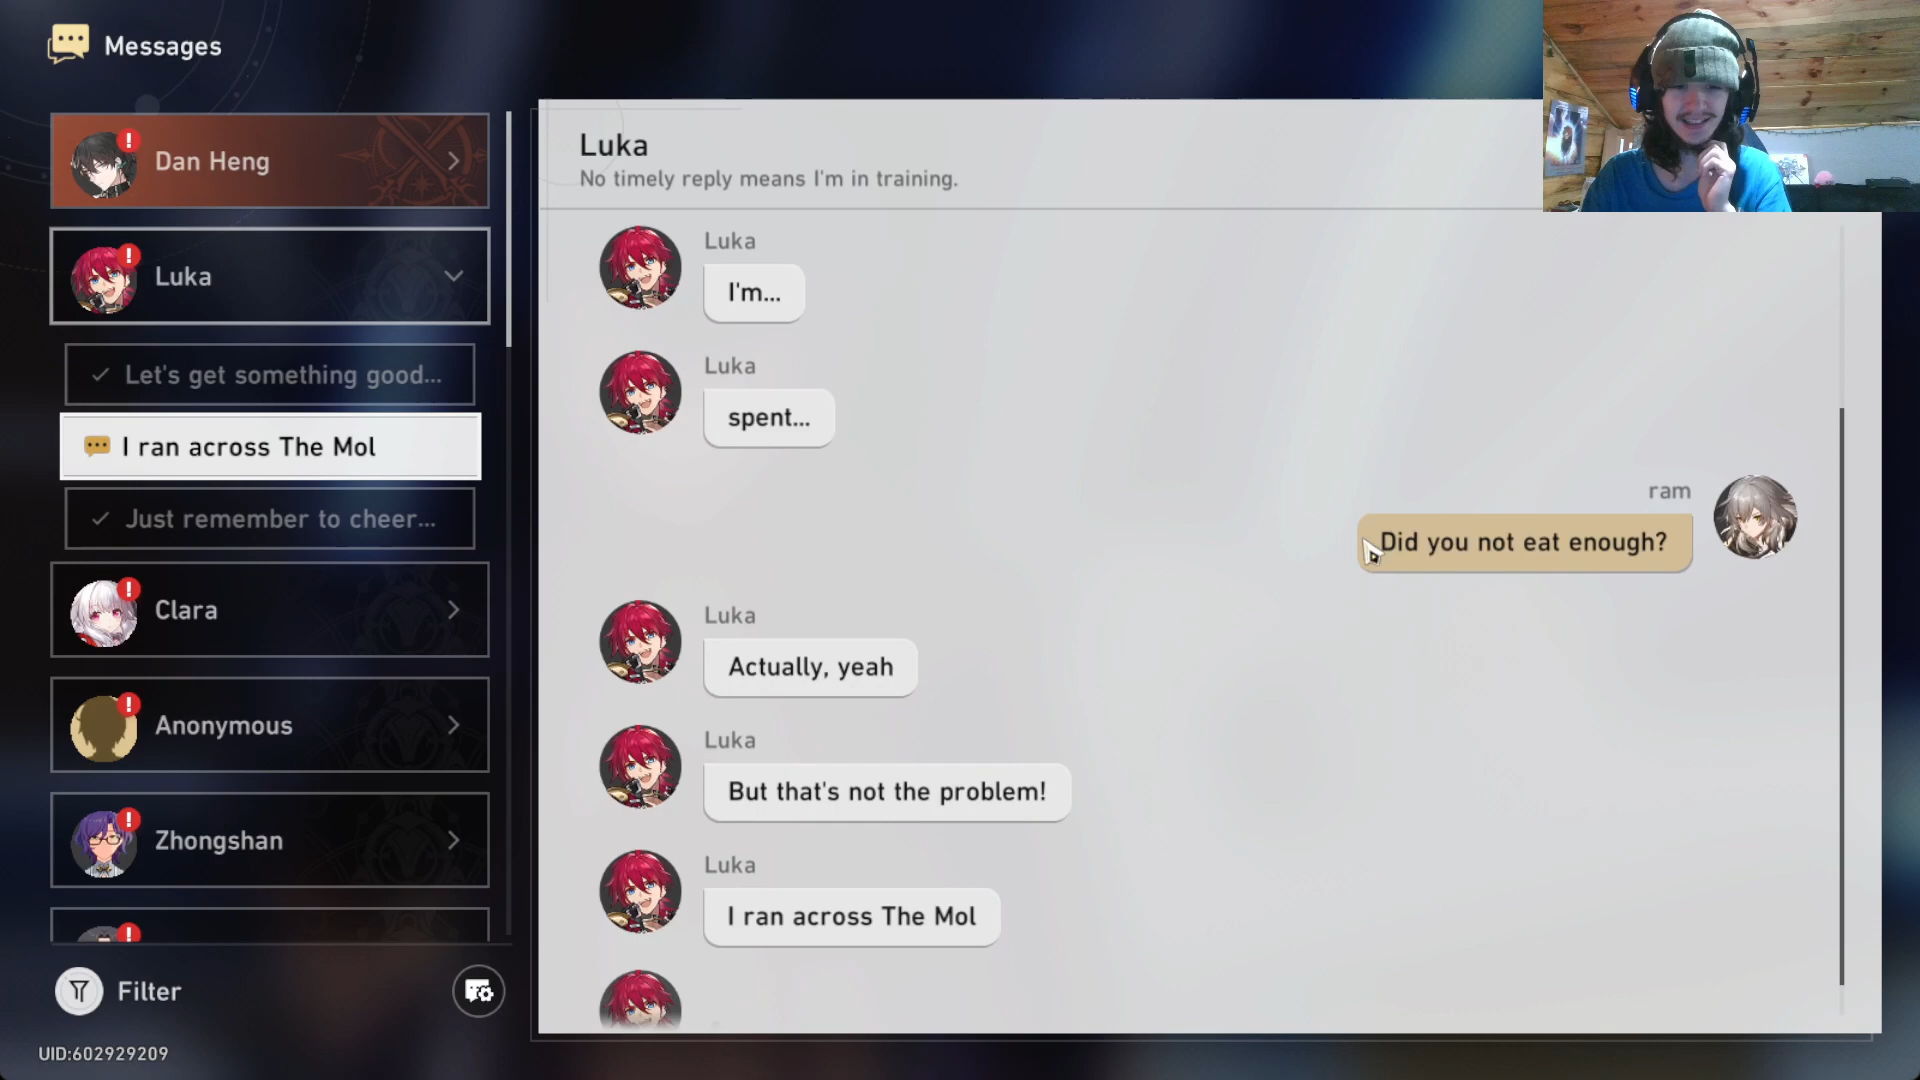 Messages
Dan Heng
Luka
Let's get something good...
I ran across The Mol
Just remember to cheer...
Clara
Anonymous
Zhongshan
Filter
UID:602929209
Luka
No timely reply means I'm in training.
Luka
I'm...
Luka
spent...
ram
Did you not eat enough?
Luka
Actually, yeah
Luka
But that's not the problem!
Luka
I ran across The Mol